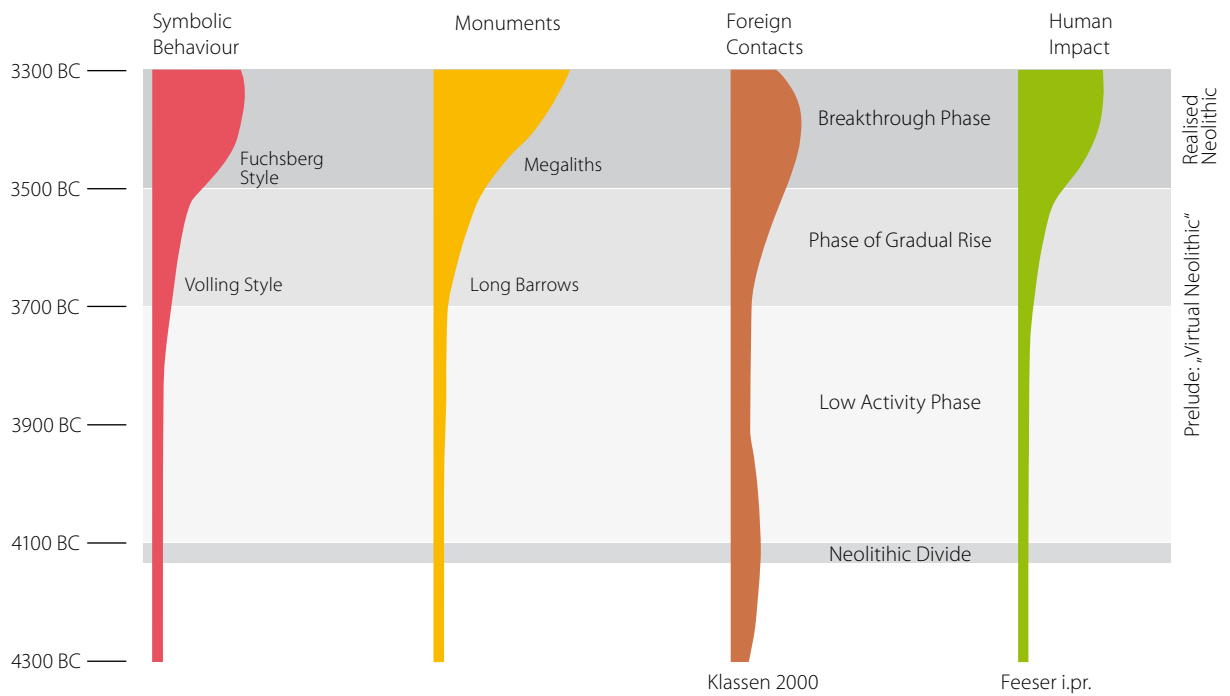 Symbolic
Behaviour
Monuments
Foreign
Contacts
Human
Impact
3300 BC
Breakthrough Phase
Realised
Neolithic
Fuchsberg
Style
Megaliths
3500 BC
Phase of Gradual Rise
Volling Style
Long Barrows
3700 BC
Prelude: „Virtual Neolithic“
Low Activity Phase
3900 BC
4100 BC
Neolitihic Divide
4300 BC
Klassen 2000
Feeser i.pr.